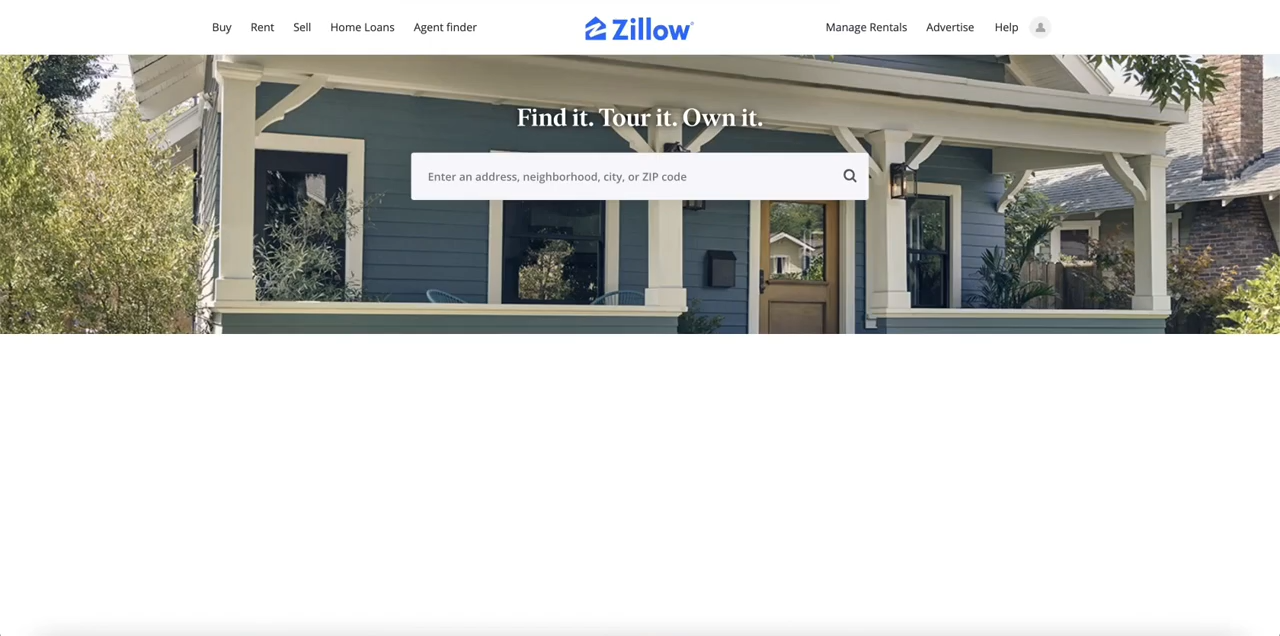 Buy Rent Sell Home Loans Agent finder Zillow Manage Rentals Advertise Help
Find it. Tour it. Own it.
Enter an address, neighborhood, city, or ZIP code